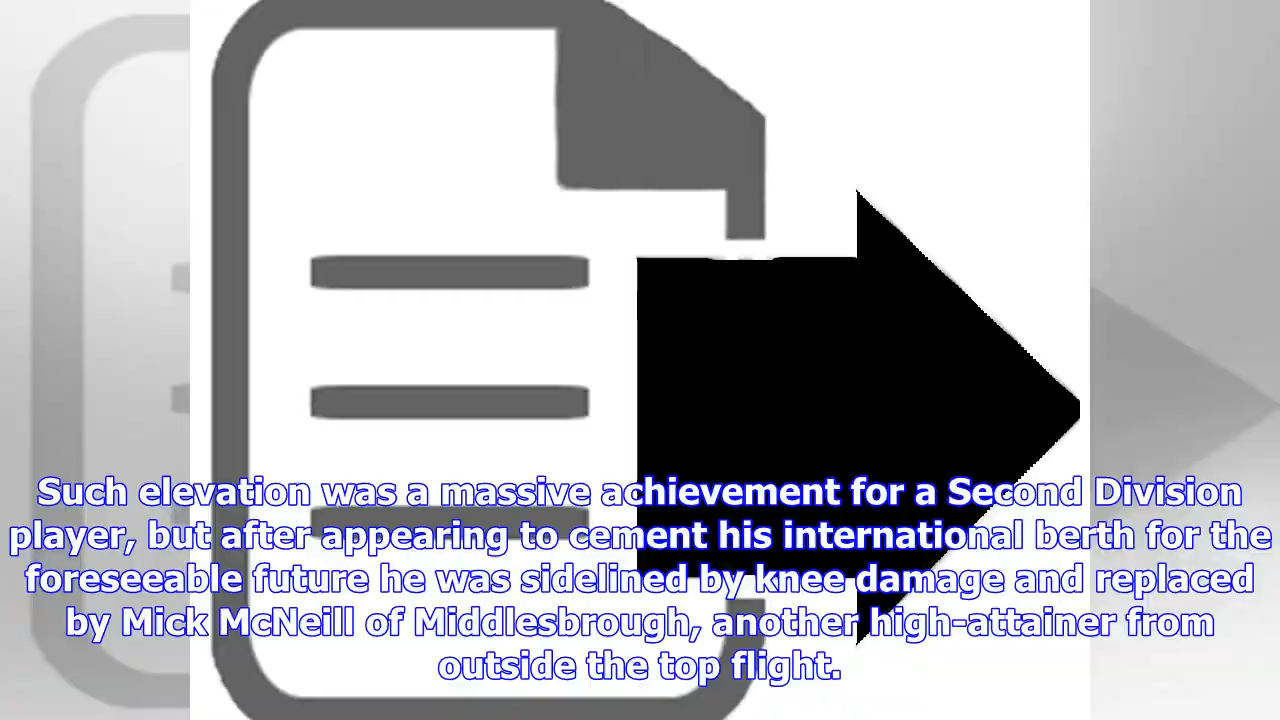 Such elevation was a massive achievement for a Second Division
player, but after appearing to cement his international berth for the
foreseeable future he was sidelined by knee damage and replaced
by Mick McNeill of Middlesbrough, another high-attainer from
outside the top flight.